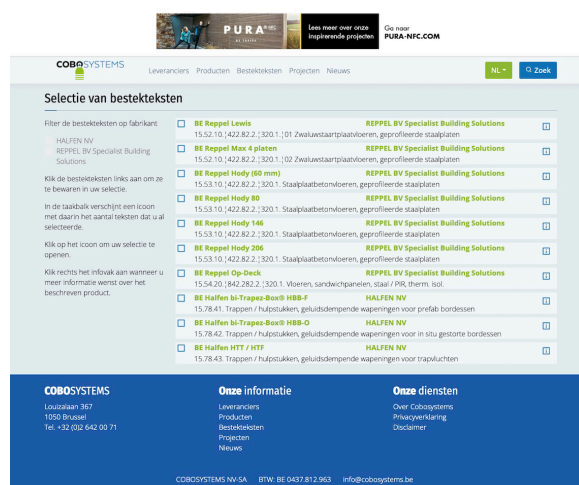 PURA NFC
BY TERREA
Lees meer over onze
inspirerende projecten
Ga naar
PURA-NFC.COM
COBOSYSTEMS
Leveranciers Producten Bestekteksten Projecten Nieuws
NL
Zoek
Selectie van bestekteksten
Filter de bestekteksten op fabrikant
HALFEN NV
REPPEL BV Specialist Building
Solutions
Klik de bestekteksten links aan om ze
te bewaren in uw selectie.
In de taakbalk verschijnt een icoon
met daarin het aantal teksten dat u al
selecteerde.
Klik op het icoon om uw selectie te
openen.
Klik rechts het infovak aan wanneer u
meer informatie wenst over het
beschreven product.
BE Reppel Lewis REPPEL BV Specialist Building Solutions
15.52.10.¦422.82.2.¦320.1.¦01 Zwaluwstaartplaatvloeren, geprofileerde staalplaten
BE Reppel Max 4 platen REPPEL BV Specialist Building Solutions
15.52.10.¦422.82.2.¦320.1.¦02 Zwaluwstaartplaatvloeren, geprofileerde staalplaten
BE Reppel Hody (60 mm) REPPEL BV Specialist Building Solutions
15.53.10.¦422.82.2.¦320.1. Staalplaatbetonvloeren, geprofileerde staalplaten
BE Reppel Hody 80 REPPEL BV Specialist Building Solutions
15.53.10.¦422.82.2.¦320.1. Staalplaatbetonvloeren, geprofileerde staalplaten
BE Reppel Hody 146 REPPEL BV Specialist Building Solutions
15.53.10.¦422.82.2.¦320.1. Staalplaatbetonvloeren, geprofileerde staalplaten
BE Reppel Hody 206 REPPEL BV Specialist Building Solutions
15.53.10.¦422.82.2.¦320.1. Staalplaatbetonvloeren, geprofileerde staalplaten
BE Reppel Op-Deck REPPEL BV Specialist Building Solutions
15.54.20.¦842.282.2.¦320.1. Vloeren, sandwichpanelen, staal / PIR, therm. isol.
BE Halfen bi-Trapez-Box® HBB-F HALFEN NV
15.78.41. Trappen / hulpstukken, geluidsdempende wapeningen voor prefab bordessen
BE Halfen bi-Trapez-Box® HBB-O HALFEN NV
15.78.42. Trappen / hulpstukken, geluidsdempende wapeningen voor in situ gestorte bordessen
BE Halfen HTT / HTF HALFEN NV
15.78.43. Trappen / hulpstukken, geluidsdempende wapeningen voor trapvluchten
COBOSYSTEMS
Louizalaan 367
1050 Brussel
Tel. +32 (0)2 642 00 71
Onze informatie
Leveranciers
Producten
Bestekteksten
Projecten
Nieuws
Onze diensten
Over Cobosystems
Privacyverklaring
Disclaimer
COBOSYSTEMS NV-SA BTW: BE 0437.812.963 info@cobosystems.be